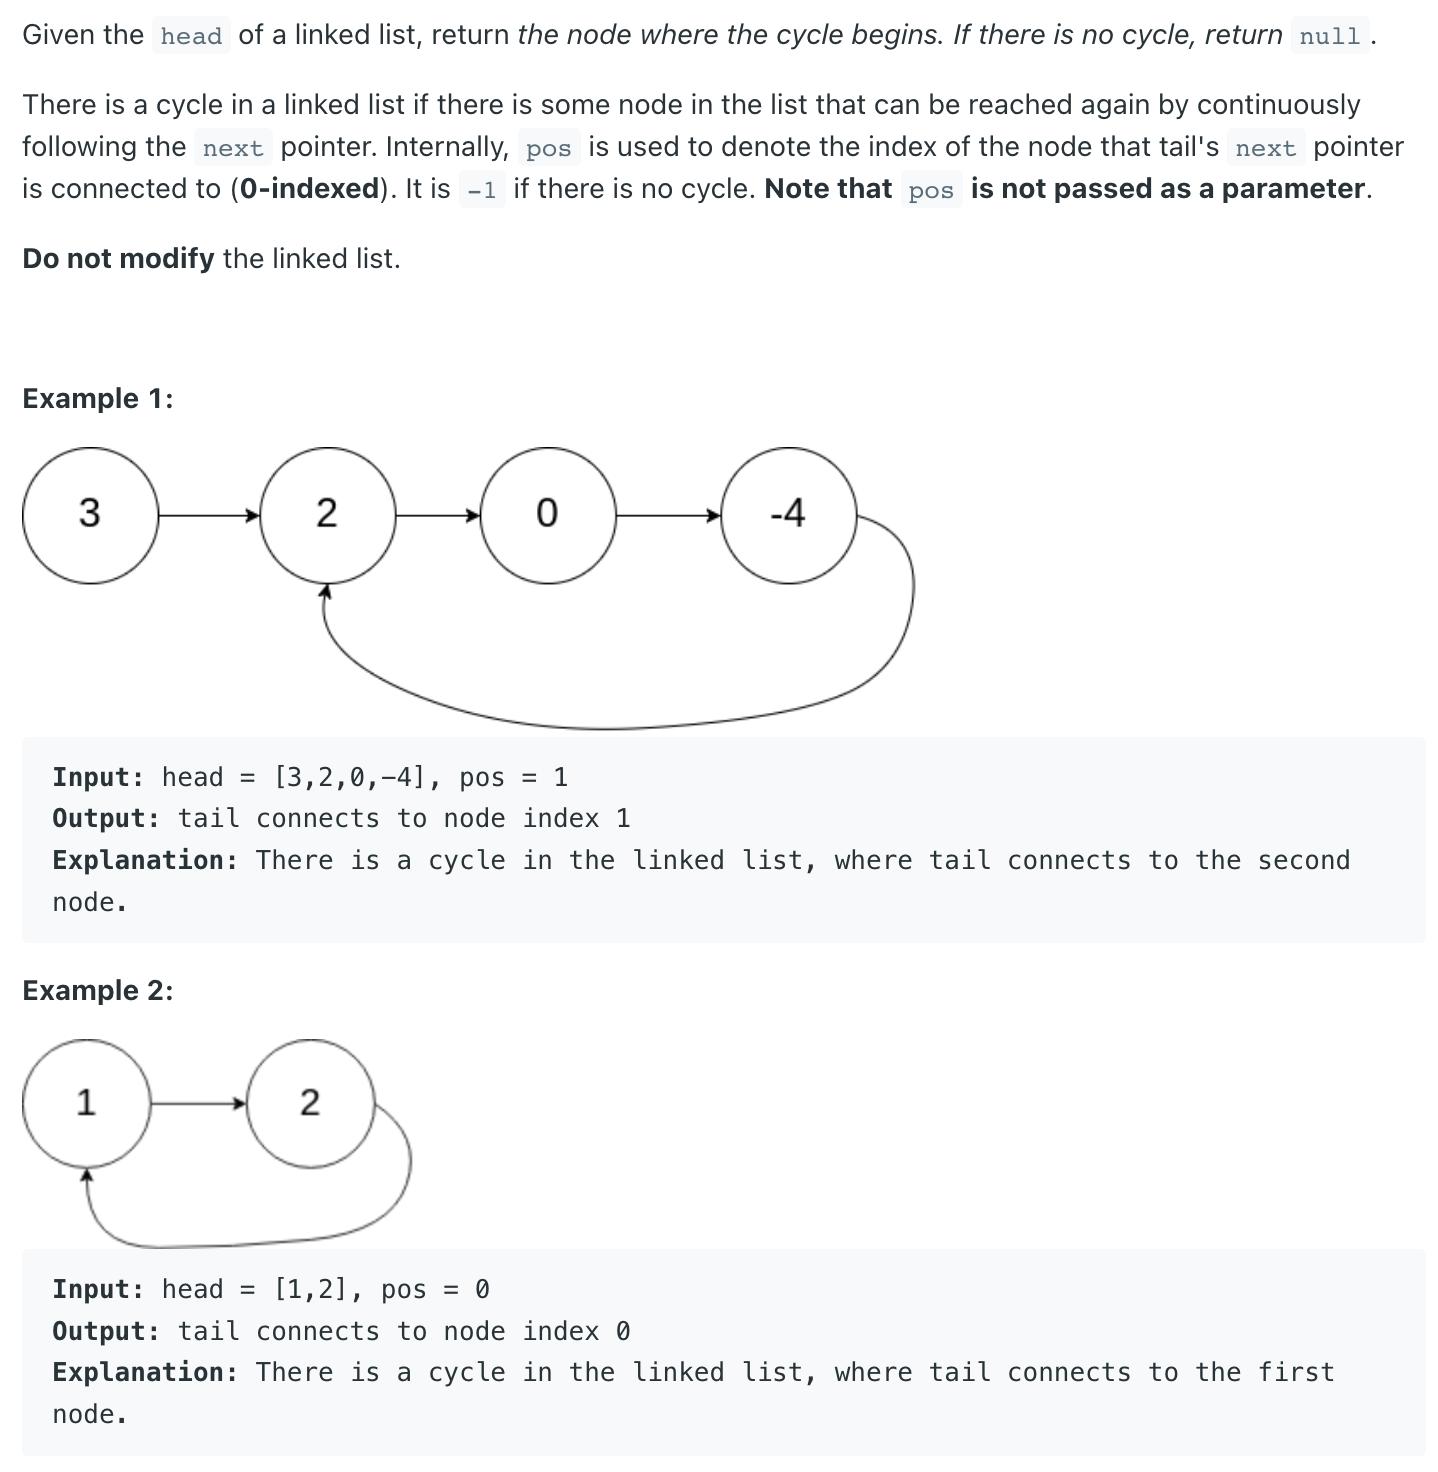 Given the head of a linked list, return the node where the cycle begins. If there is no cycle, return null .
There is a cycle in a linked list if there is some node in the list that can be reached again by continuously
following the next pointer. Internally, pos is used to denote the index of the node that tail's next pointer
is connected to (0-indexed). It is -1 if there is no cycle. Note that pos is not passed as a parameter.
Do not modify the linked list.
Example 1:
3 2 0 -4
Input: head = [3,2,0,-4], pos = 1
Output: tail connects to node index 1
Explanation: There is a cycle in the linked list, where tail connects to the second
node.
Example 2:
1 2
Input: head = [1,2], pos = 0
Output: tail connects to node index 0
Explanation: There is a cycle in the linked list, where tail connects to the first
node.